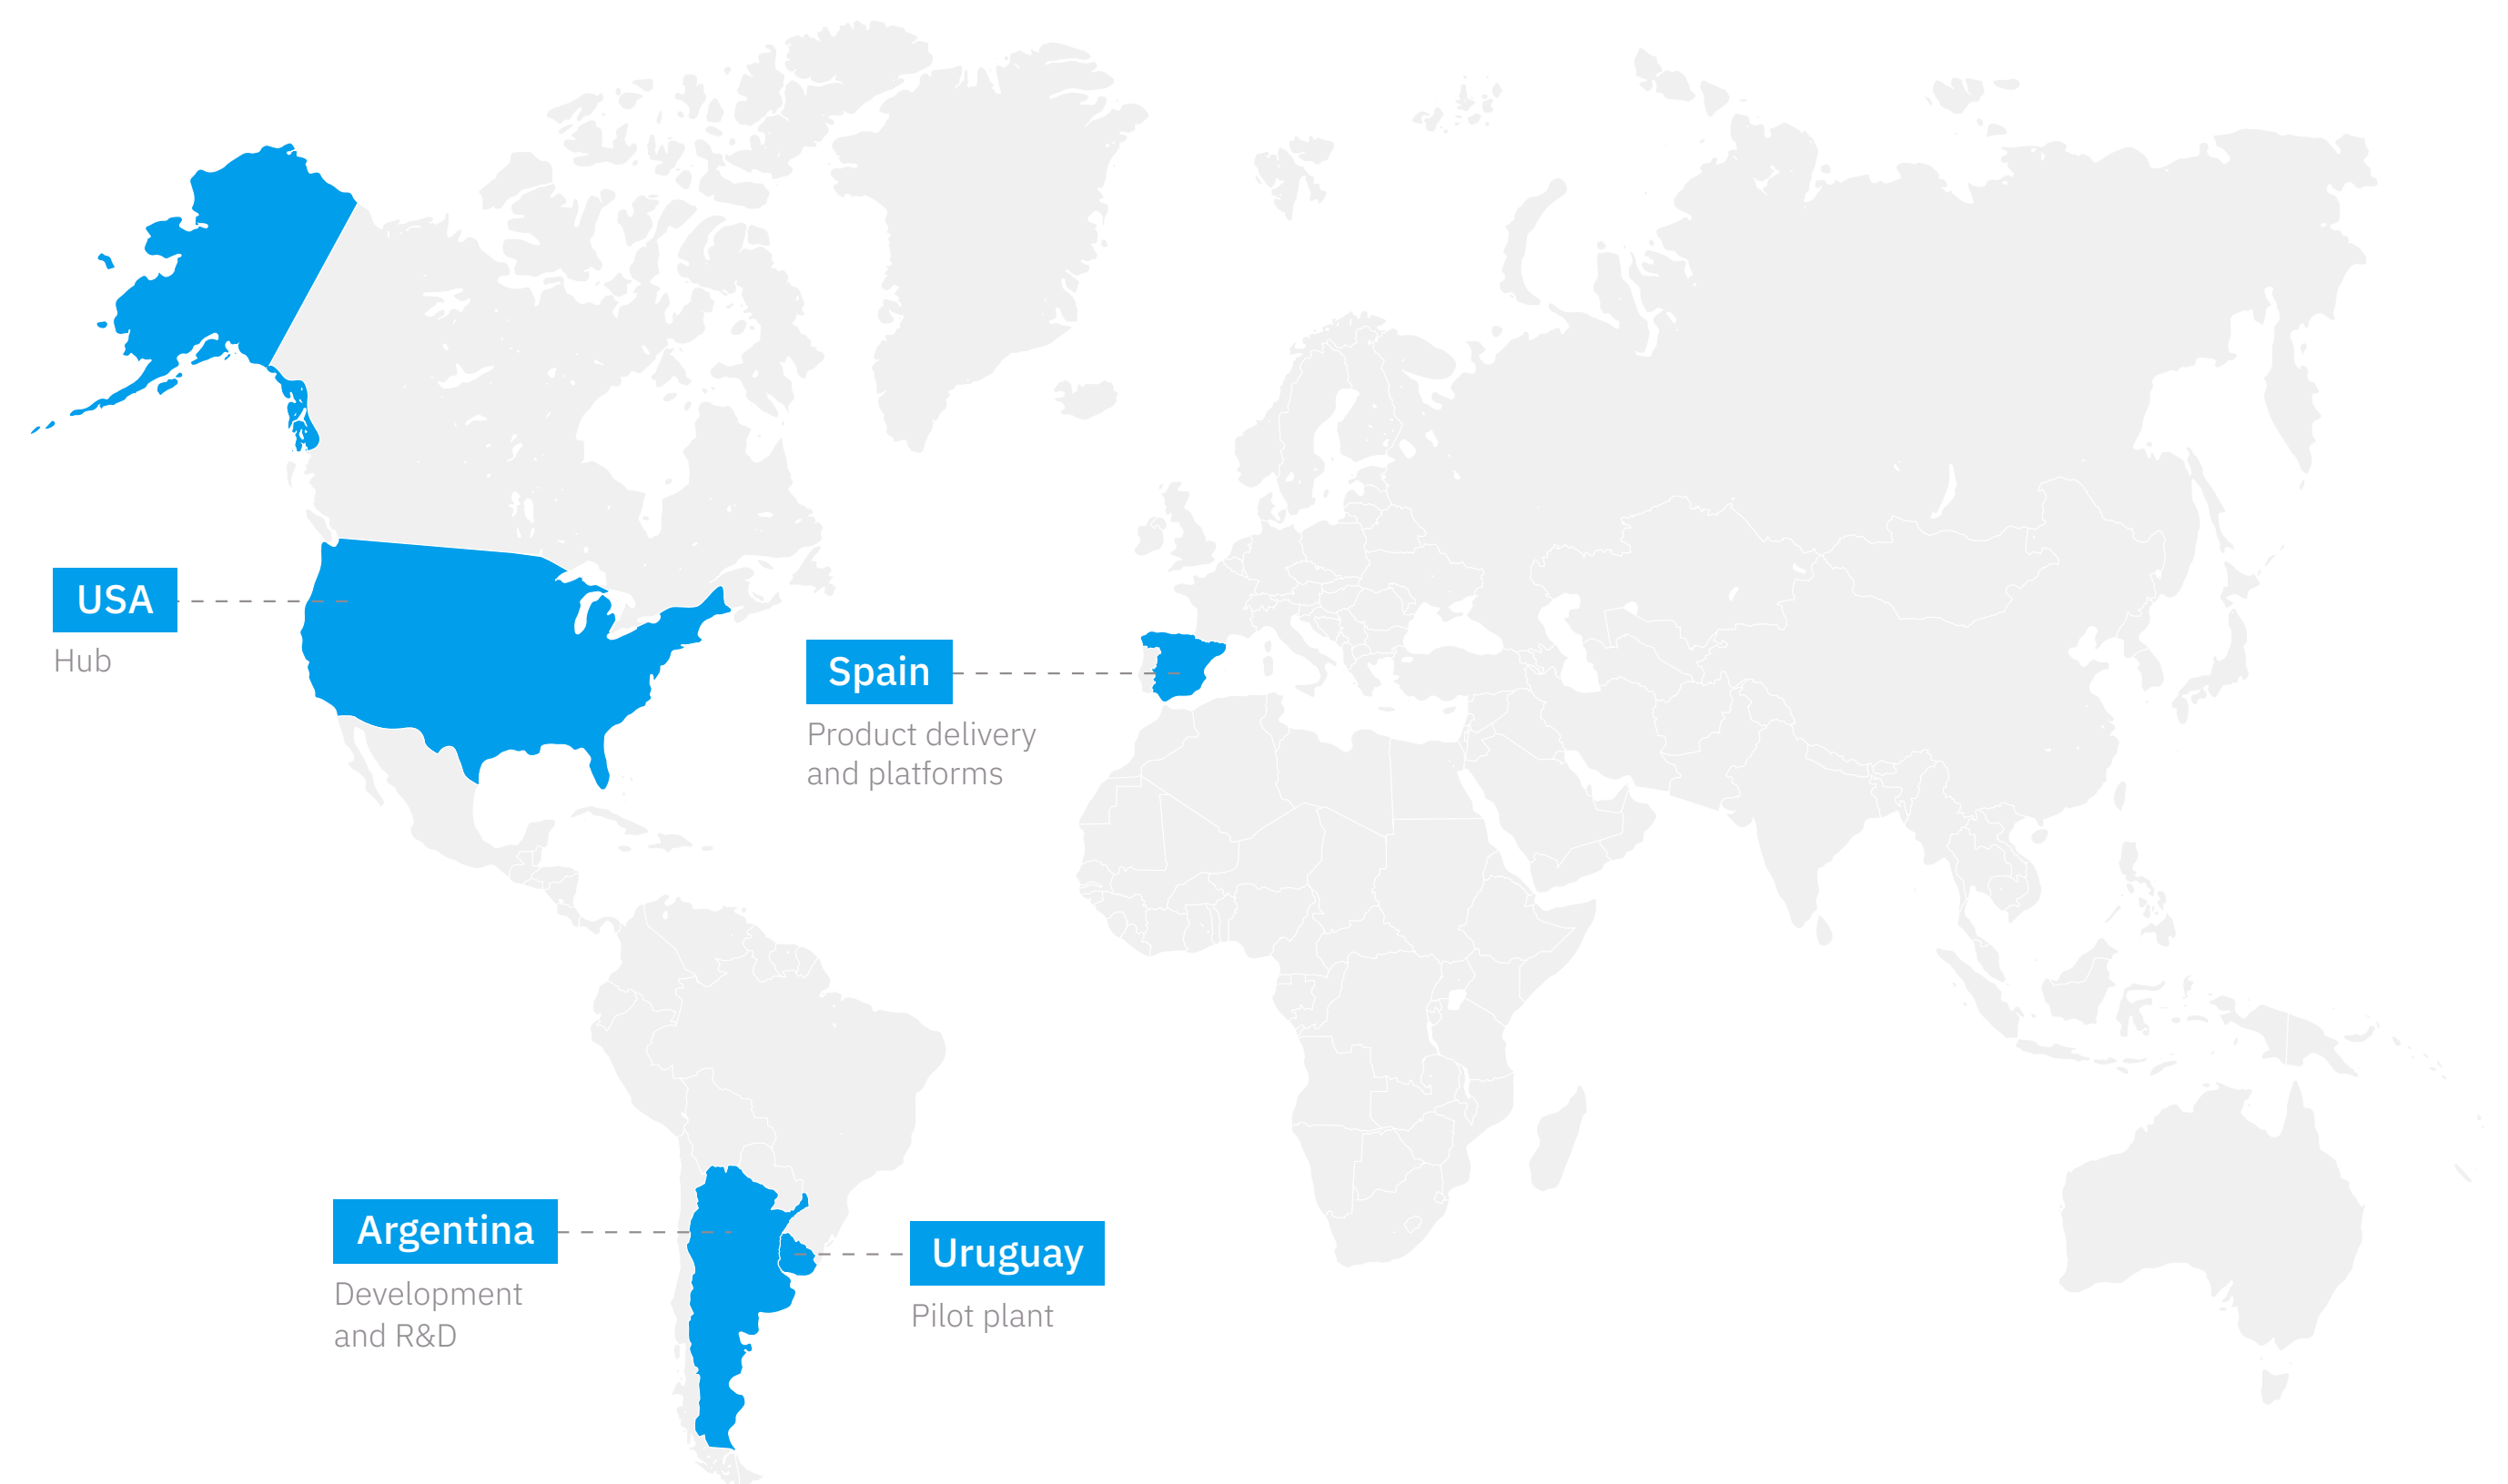 USA
Hub
Spain
Product delivery
and platforms
Argentina
Development
and R&D
Uruguay
Pilot plant